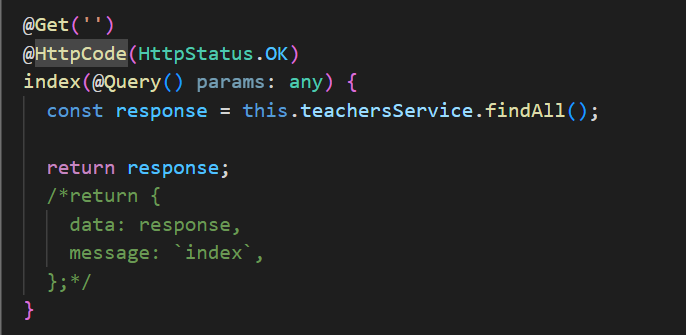 @Get('')
@HttpCode(HttpStatus.OK)
index(@Query() params: any) {
const response = this.teachersService.findAll();
return response;
/*return {
data: response,
message: `index`,
};*/
}